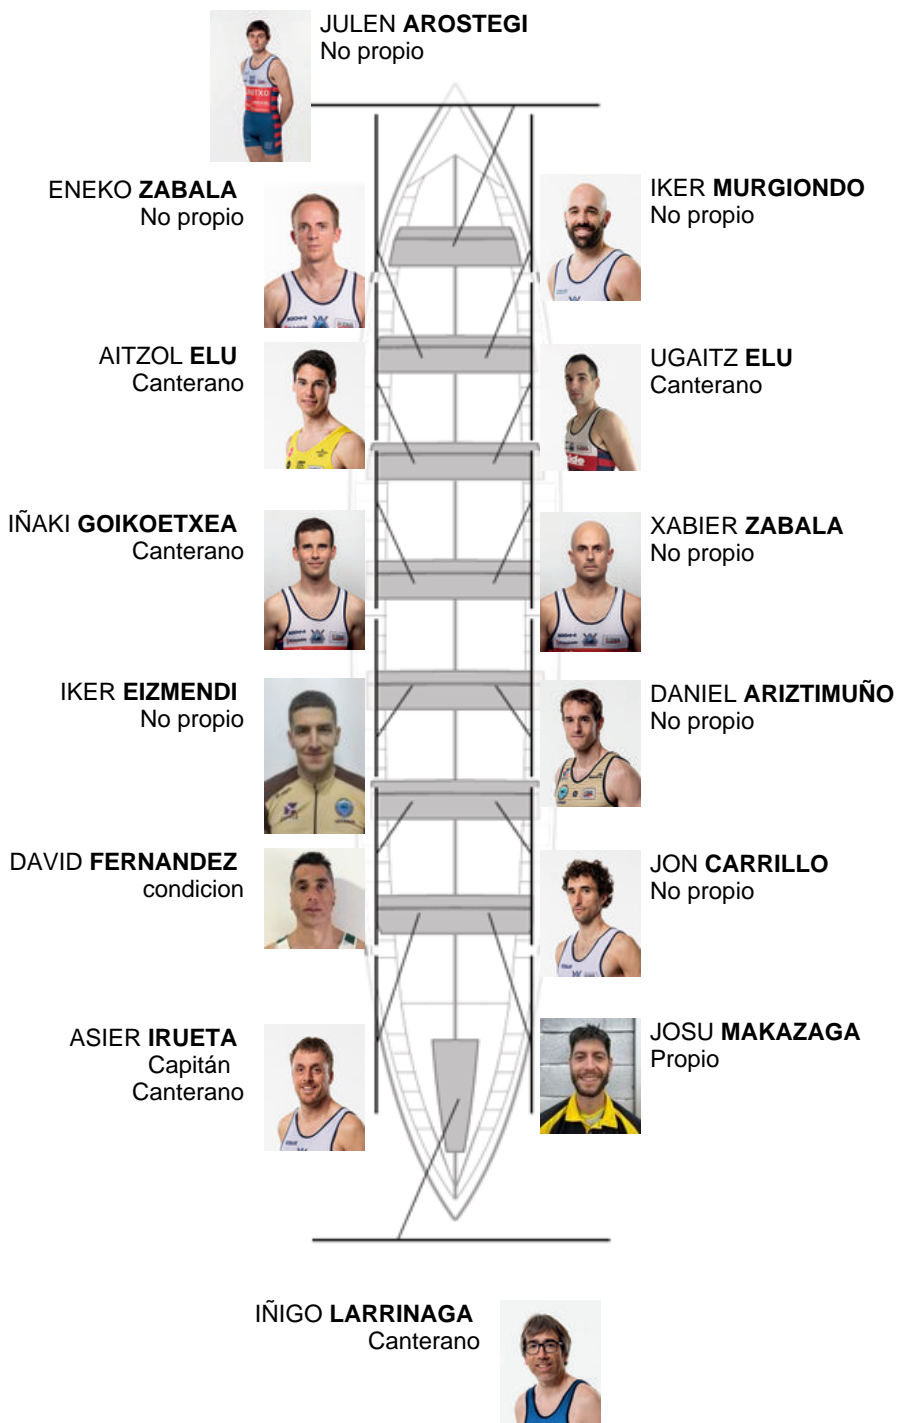 JULEN AROSTEGI
No propio
ENEKO ZABALA
No propio
IKER MURGIONDO
No propio
AITZOL ELU
Canterano
UGAITZ ELU
Canterano
IÑAKI GOIKOETXEA
Canterano
XABIER ZABALA
No propio
IKER EIZMENDI
No propio
DANIEL ARIZTIMUÑO
No propio
DAVID FERNANDEZ
condicion
JON CARRILLO
No propio
ASIER IRUETA
Capitán
Canterano
JOSU MAKAZAGA
Propio
IÑIGO LARRINAGA
Canterano